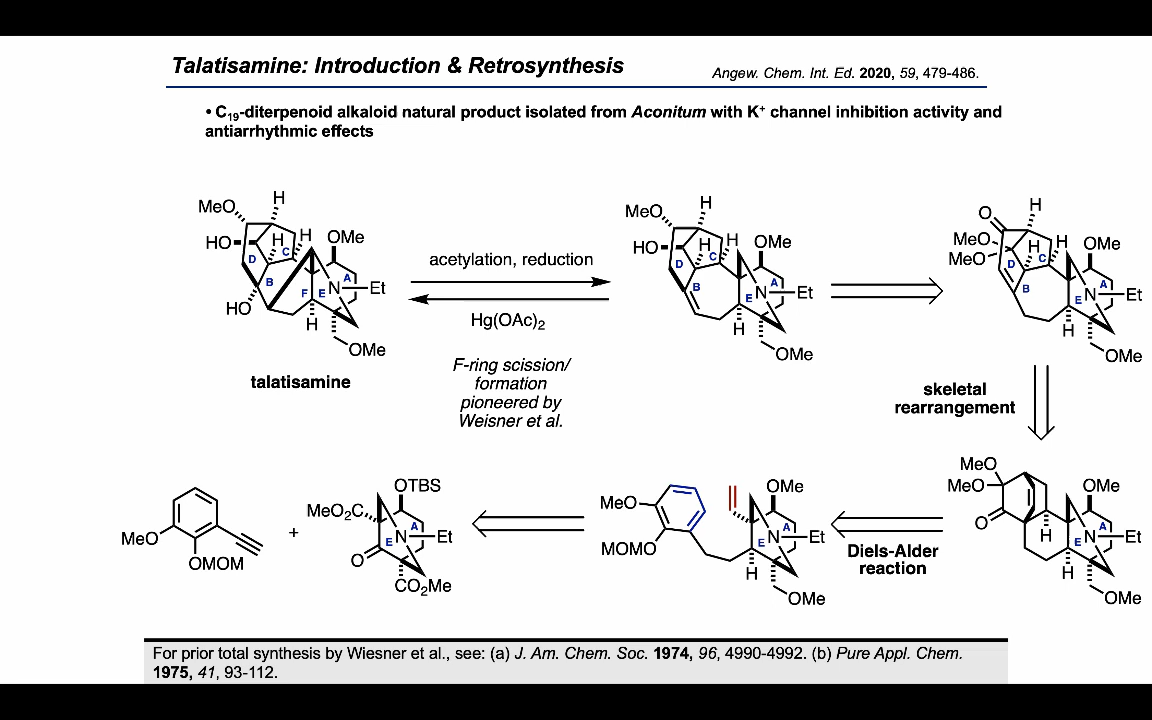 Talatisamine: Introduction & Retrosynthesis
Angew. Chem. Int. Ed. 2020, 59, 479-486.
• C₁₉-diterpenoid alkaloid natural product isolated from Aconitum with K⁺ channel inhibition activity and
antiarrhythmic effects
H
MeO
HO
H
H
OMe
D
C
B
A
F
E
N
Et
HO
H
OMe
talatisamine
acetylation, reduction
Hg(OAc)₂
F-ring scission/
formation
pioneered by
Weisner et al.
H
MeO
HO
H
H
OMe
D
C
B
A
E
N
Et
H
OMe
O
H
MeO
MeO
H
H
OMe
D
C
B
A
E
N
Et
H
OMe
skeletal
rearrangement
MeO
MeO
O
H
OMe
A
E
N
Et
H
OMe
Diels-Alder
reaction
MeO
MOMO
OMe
A
E
N
Et
H
OMe
MeO
OMOM
+
OTBS
MeO₂C
A
E
N
Et
O
CO₂Me
For prior total synthesis by Wiesner et al., see: (a) J. Am. Chem. Soc. 1974, 96, 4990-4992. (b) Pure Appl. Chem.
1975, 41, 93-112.